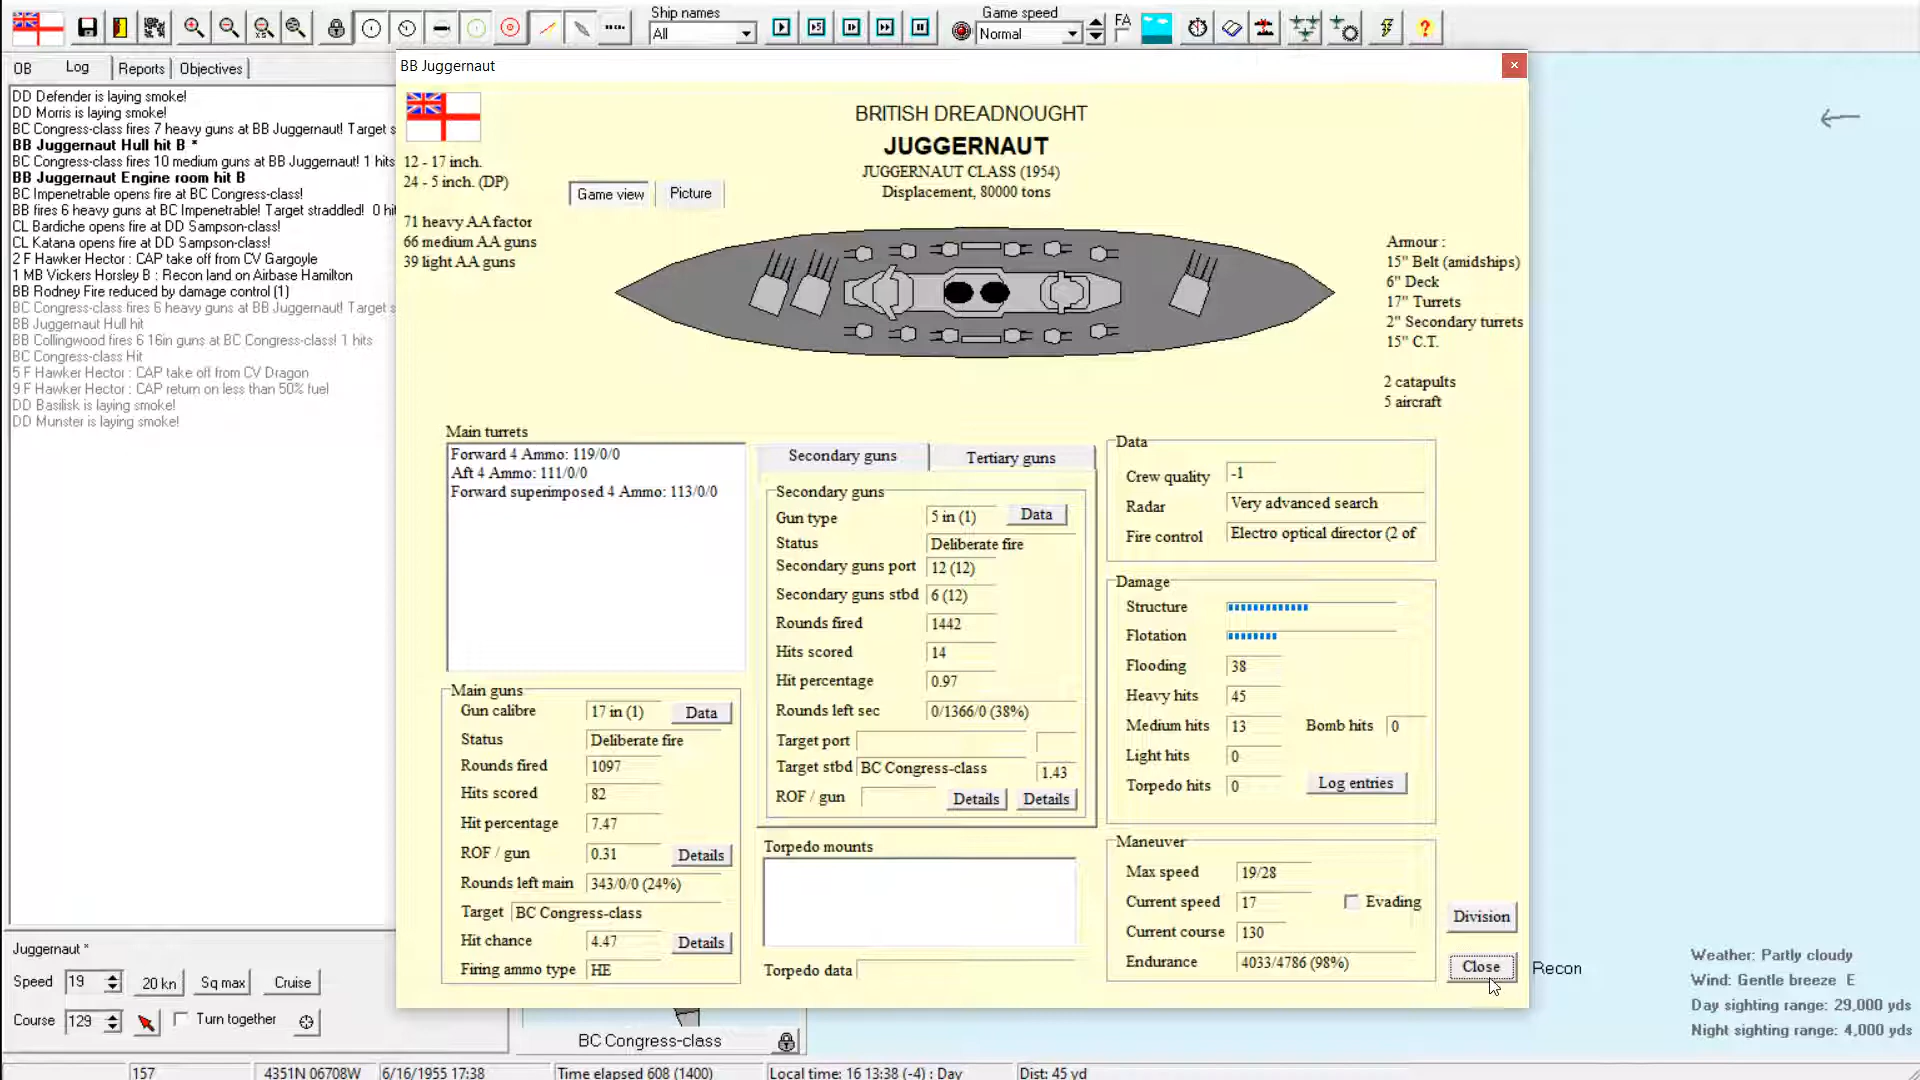 Ship names
All
Game speed
Normal
FA
OB
Log
Reports
Objectives
DD Defender is laying smoke!
DD Morris is laying smoke!
BC Congress-class fires 7 heavy guns at BB Juggernaut! Target s
BB Juggernaut Hull hit B *
BC Congress-class fires 10 medium guns at BB Juggernaut! 1 hits
BB Juggernaut Engine room hit B
BC Impenetrable opens fire at BC Congress-class!
BB fires 6 heavy guns at BC Impenetrable! Target straddled!  0 hit
CL Bardiche opens fire at DD Sampson-class!
CL Katana opens fire at DD Sampson-class!
2 F Hawker Hector : CAP take off from CV Gargoyle
1 MB Vickers Horsley B : Recon land on Airbase Hamilton
BB Rodney Fire reduced by damage control (1)
BC Congress-class fires 6 heavy guns at BB Juggernaut! Target s
BB Juggernaut Hull hit
BB Collingwood fires 6 16in guns at BC Congress-class! 1 hits
BC Congress-class Hit
5 F Hawker Hector : CAP take off from CV Dragon
9 F Hawker Hector : CAP return on less than 50% fuel
DD Basilisk is laying smoke!
DD Munster is laying smoke!
BB Juggernaut
BRITISH DREADNOUGHT
JUGGERNAUT
JUGGERNAUT CLASS (1954)
Displacement, 80000 tons
12 - 17 inch.
24 - 5 inch. (DP)
71 heavy AA factor
66 medium AA guns
39 light AA guns
Game view
Picture
Armour :
15" Belt (amidships)
6" Deck
17" Turrets
2" Secondary turrets
15" C.T.
2 catapults
5 aircraft
Main turrets
Forward 4 Ammo: 119/0/0
Aft 4 Ammo: 111/0/0
Forward superimposed 4 Ammo: 113/0/0
Main guns
Gun calibre 17 in (1) Data
Status Deliberate fire
Rounds fired 1097
Hits scored 82
Hit percentage 7.47
ROF / gun 0.31 Details
Rounds left main 343/0/0 (24%)
Target BC Congress-class
Hit chance 4.47 Details
Firing ammo type HE
Secondary guns
Tertiary guns
Secondary guns
Gun type 5 in (1) Data
Status Deliberate fire
Secondary guns port 12 (12)
Secondary guns stbd 6 (12)
Rounds fired 1442
Hits scored 14
Hit percentage 0.97
Rounds left sec 0/1366/0 (38%)
Target port
Target stbd BC Congress-class 1.43
ROF / gun Details Details
Torpedo mounts
Torpedo data
Data
Crew quality -1
Radar Very advanced search
Fire control Electro optical director (2 of
Damage
Structure
Flotation
Flooding 38
Heavy hits 45
Medium hits 13 Bomb hits 0
Light hits 0
Torpedo hits 0 Log entries
Maneuver
Max speed 19/28
Current speed 17 Evading
Current course 130
Endurance 4033/4786 (98%)
Division
Close
Recon
Weather: Partly cloudy
Wind: Gentle breeze  E
Day sighting range: 29,000 yds
Night sighting range: 4,000 yds
Juggernaut *
Speed 19 20 kn Sq max Cruise
Course 129 Turn together
BC Congress-class
157
4351N 06708W
6/16/1955 17:38
Time elapsed 608 (1400)
Local time: 16 13:38 (-4) : Day
Dist: 45 yd